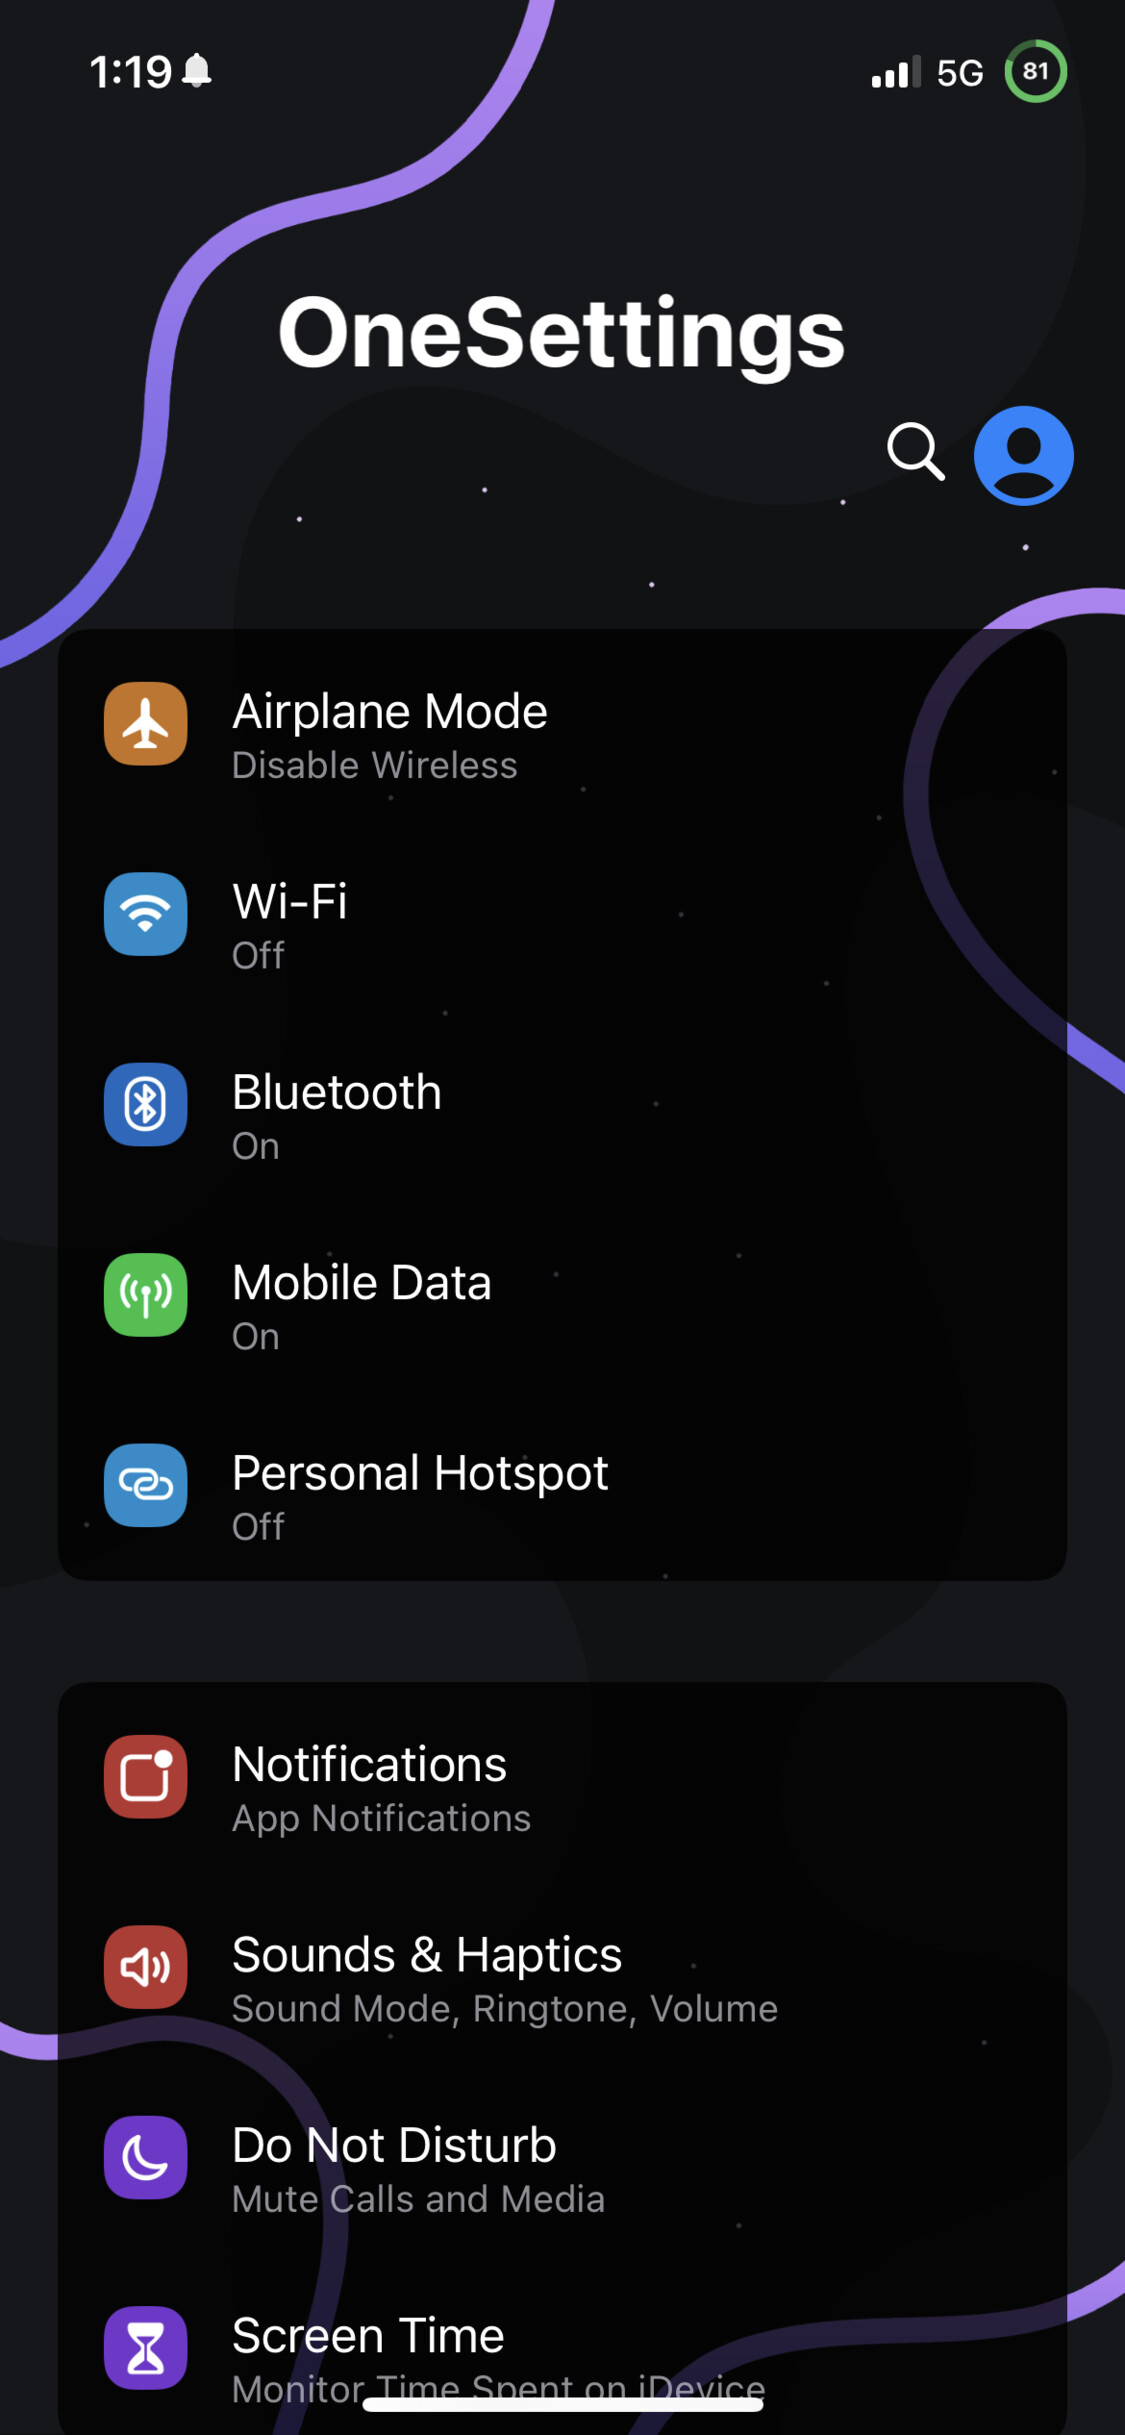 1:19
5G
81
OneSettings
Airplane Mode
Disable Wireless
Wi-Fi
Off
Bluetooth
On
Mobile Data
On
Personal Hotspot
Off
Notifications
App Notifications
Sounds & Haptics
Sound Mode, Ringtone, Volume
Do Not Disturb
Mute Calls and Media
Screen Time
Monitor Time Spent on iDevice